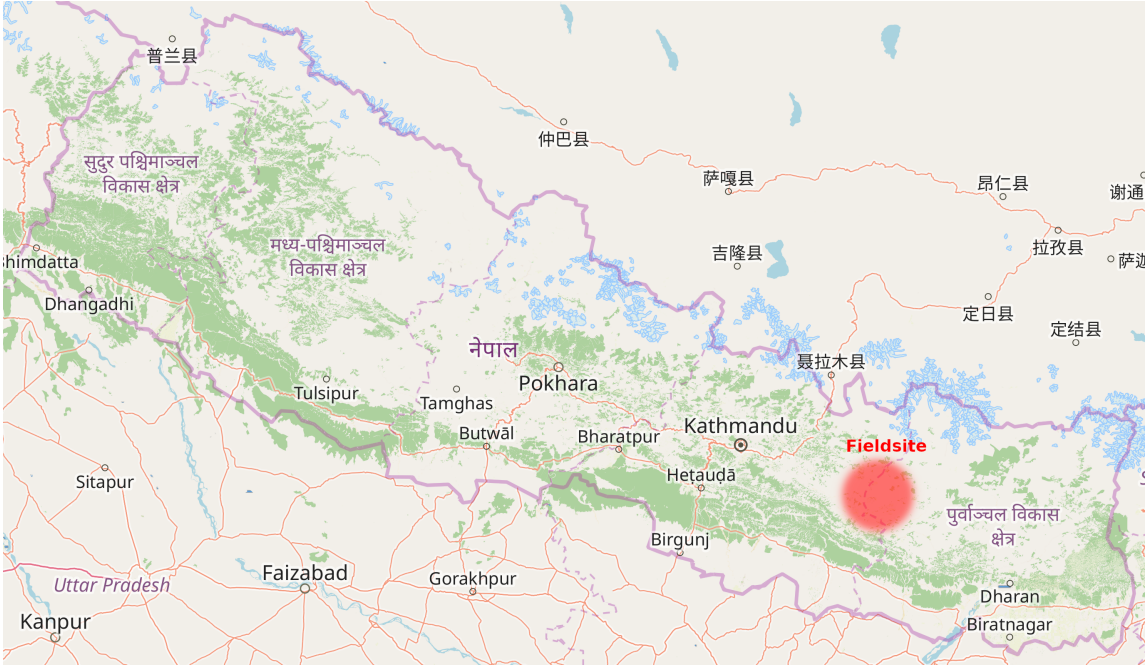 普兰县
仲巴县
सुदुर पश्चिमाञ्चल
विकास क्षेत्र
萨嘎县
昂仁县
谢通
मध्य-पश्चिमाञ्चल
विकास क्षेत्र
拉孜县
吉隆县
萨迦
himdatta
Dhangadhi
定日县
定结县
नेपाल
聂拉木县
Pokhara
Tulsipur
Tamghas
Kathmandu
Butwāl
Bharatpur
Fieldsite
Hetauḍā
Sitapur
पुर्वाञ्चल विकास
क्षेत्र
Birgunj
Uttar Pradesh
Faizabad
Gorakhpur
Dharan
Kanpur
Biratnagar